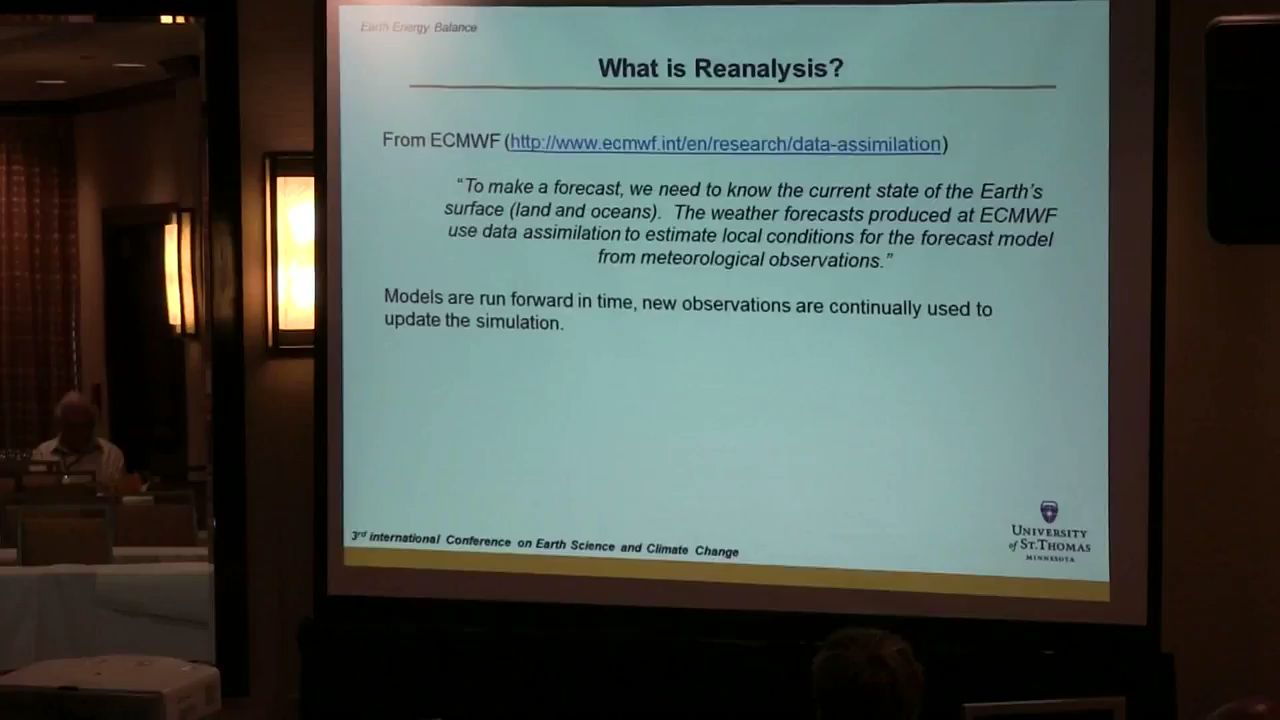 Earth Energy Balance
What is Reanalysis?
From ECMWF (http://www.ecmwf.int/en/research/data-assimilation)
“To make a forecast, we need to know the current state of the Earth’s
surface (land and oceans). The weather forecasts produced at ECMWF
use data assimilation to estimate local conditions for the forecast model
from meteorological observations.”
Models are run forward in time, new observations are continually used to
update the simulation.
3rd international Conference on Earth Science and Climate Change
UNIVERSITY
of ST. THOMAS
MINNESOTA